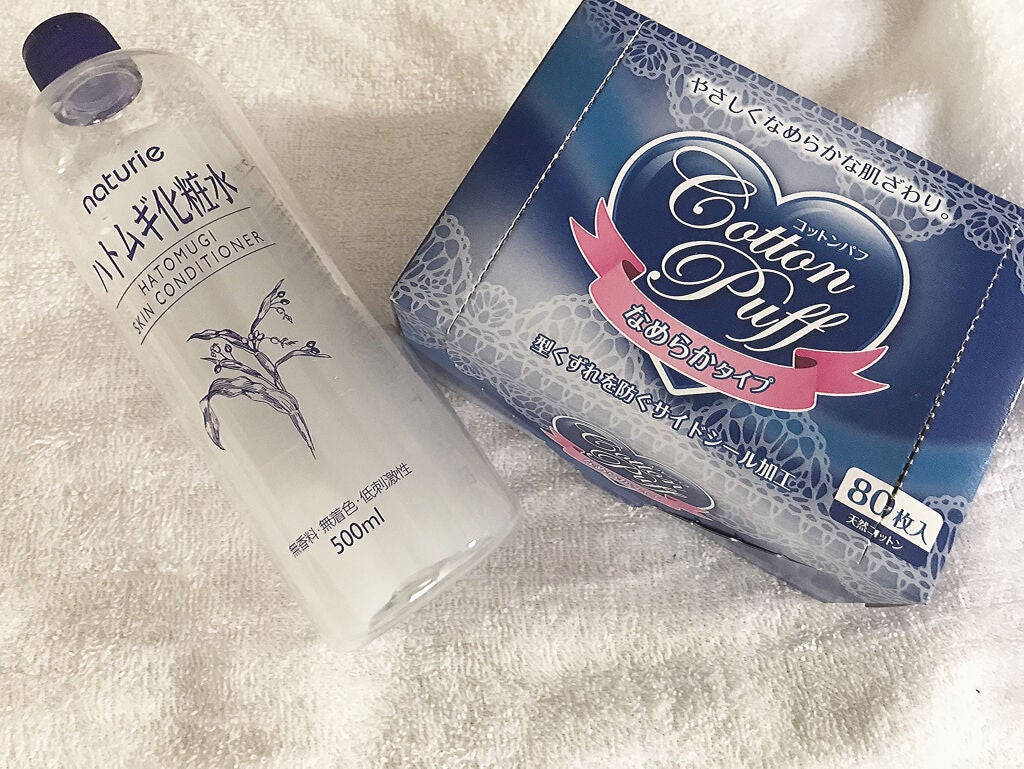 naturie
ハトムギ化粧水
HATOMUGI
SKIN CONDITIONER
無香料・無着色・低刺激性
500ml
やさしくなめらかな肌ざわり。
Cotton
コットンパフ
Puff
なめらかタイプ
型くずれを防ぐサイドシール加工
80枚入
天然コットン
Cotton
Puff